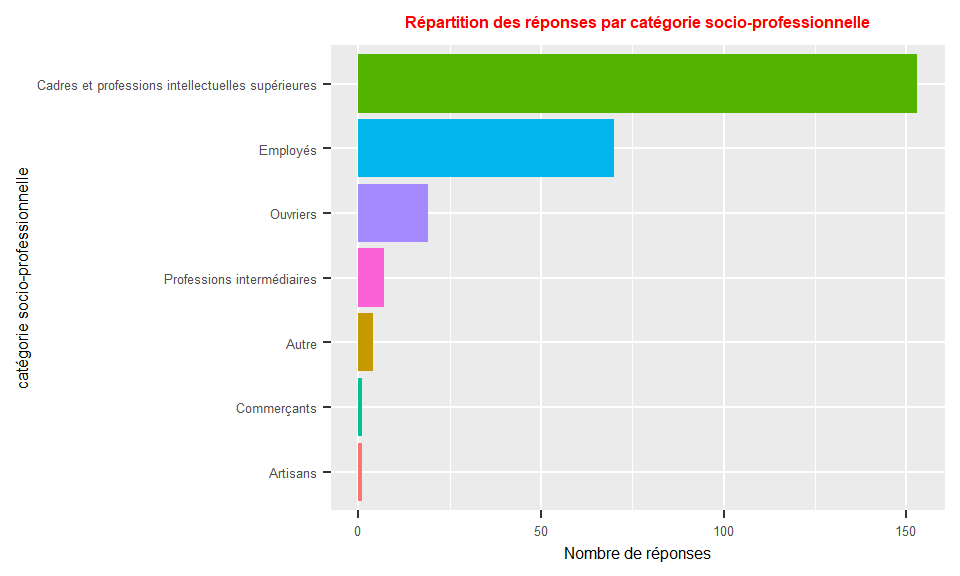 Répartition des réponses par catégorie socio-professionnelle
catégorie socio-professionnelle
Cadres et professions intellectuelles supérieures
Employés
Ouvriers
Professions intermédiaires
Autre
Commerçants
Artisans
0 50 100 150
Nombre de réponses